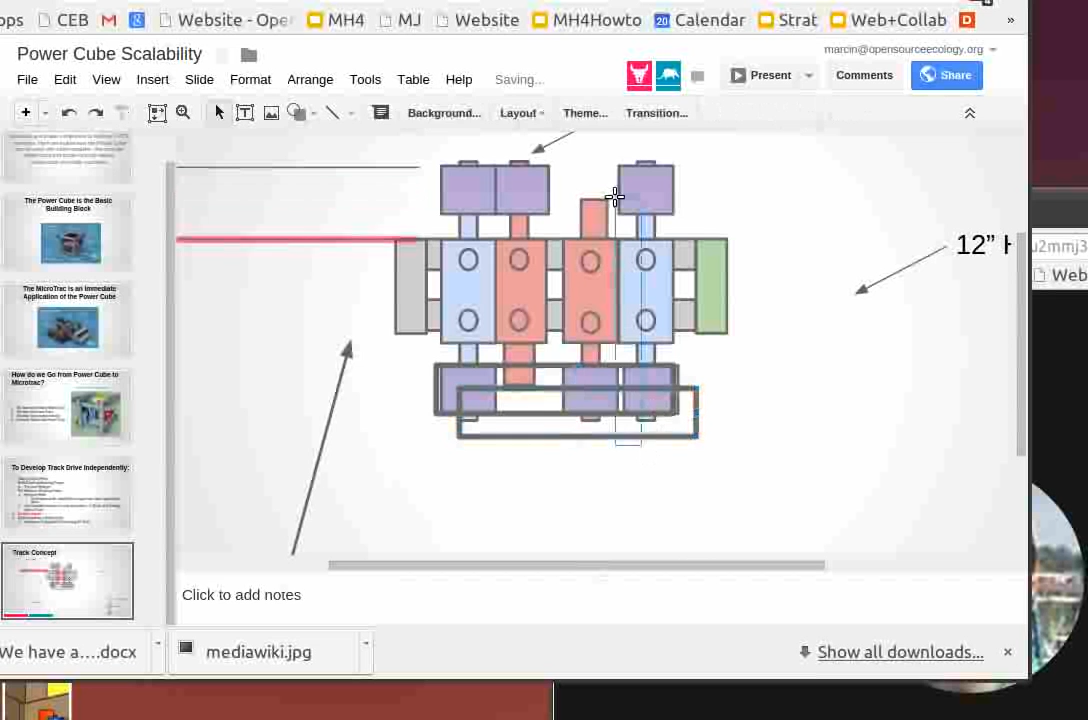 ops CEB Website - Ope MH4 MJ Website MH4Howto 20 Calendar Strat Web+Collab D »
Power Cube Scalability
marcin@opensourceecology.org
File Edit View Insert Slide Format Arrange Tools Table Help Saving...
Present Comments Share
Background... Layout Theme... Transition...
The Power Cube is the Basic
Building Block
The MicroTrac is an Immediate
Application of the Power Cube
How do we Go from Power Cube to
Microtrac?
To Develop Track Drive Independently:
Track Concept
12” H
u2mmj3
Web
Click to add notes
We have a....docx
mediawiki.jpg
Show all downloads...